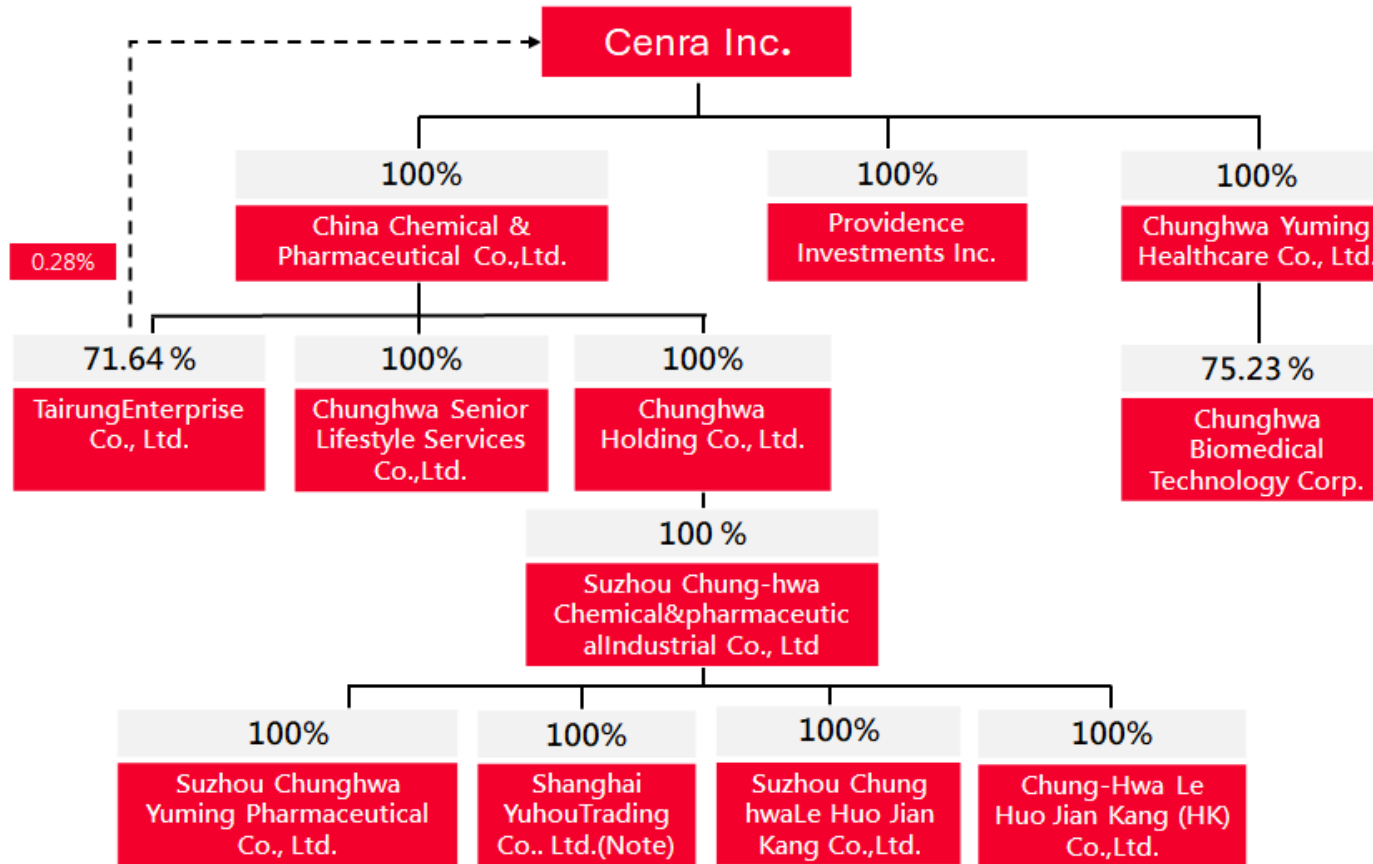 Cenra Inc.
100%
China Chemical &
Pharmaceutical Co.,Ltd.
100%
Providence
Investments Inc.
100%
Chunghwa Yuming
Healthcare Co., Ltd.
0.28%
71.64 %
TairungEnterprise
Co., Ltd.
100%
Chunghwa Senior
Lifestyle Services
Co.,Ltd.
100%
Chunghwa
Holding Co., Ltd.
75.23 %
Chunghwa
Biomedical
Technology Corp.
100 %
Suzhou Chung-hwa
Chemical&pharmaceutic
alIndustrial Co., Ltd
100%
Suzhou Chunghwa
Yuming Pharmaceutical
Co., Ltd.
100%
Shanghai
YuhouTrading
Co.. Ltd.(Note)
100%
Suzhou Chung
hwaLe Huo Jian
Kang Co.,Ltd.
100%
Chung-Hwa Le
Huo Jian Kang (HK)
Co.,Ltd.